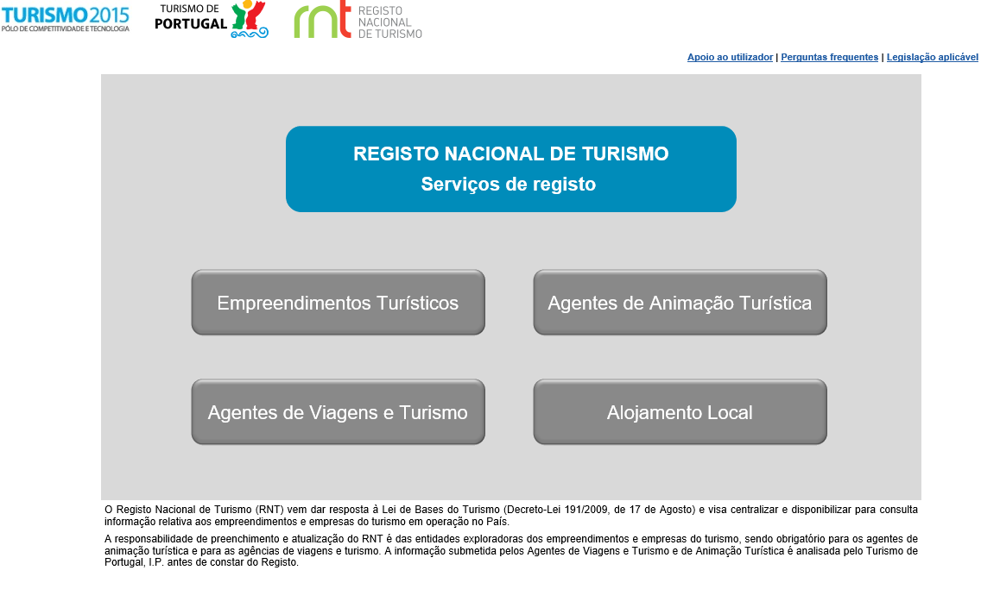 TURISMO2015
PÓLO DE COMPETITIVIDADE E TECNOLOGIA
TURISMO DE
PORTUGAL
rnt
REGISTO
NACIONAL
DE TURISMO
Apoio ao utilizador | Perguntas frequentes | Legislação aplicável
REGISTO NACIONAL DE TURISMO
Serviços de registo
Empreendimentos Turísticos
Agentes de Animação Turística
Agentes de Viagens e Turismo
Alojamento Local
O Registo Nacional de Turismo (RNT) vem dar resposta à Lei de Bases do Turismo (Decreto-Lei 191/2009, de 17 de Agosto) e visa centralizar e disponibilizar para consulta
informação relativa aos empreendimentos e empresas do turismo em operação no País.
A responsabilidade de preenchimento e atualização do RNT é das entidades exploradoras dos empreendimentos e empresas do turismo, sendo obrigatório para os agentes de
animação turística e para as agências de viagens e turismo. A informação submetida pelos Agentes de Viagens e Turismo e de Animação Turística é analisada pelo Turismo de
Portugal, I.P. antes de constar do Registo.